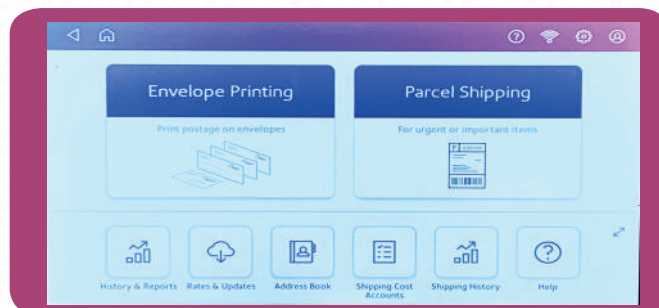 Envelope Printing
Parcel Shipping
Print postage on envelopes
For urgent or important items
History & Reports
Rates & Updates
Address Book
Shipping Cost
Accounts
Shipping History
Help